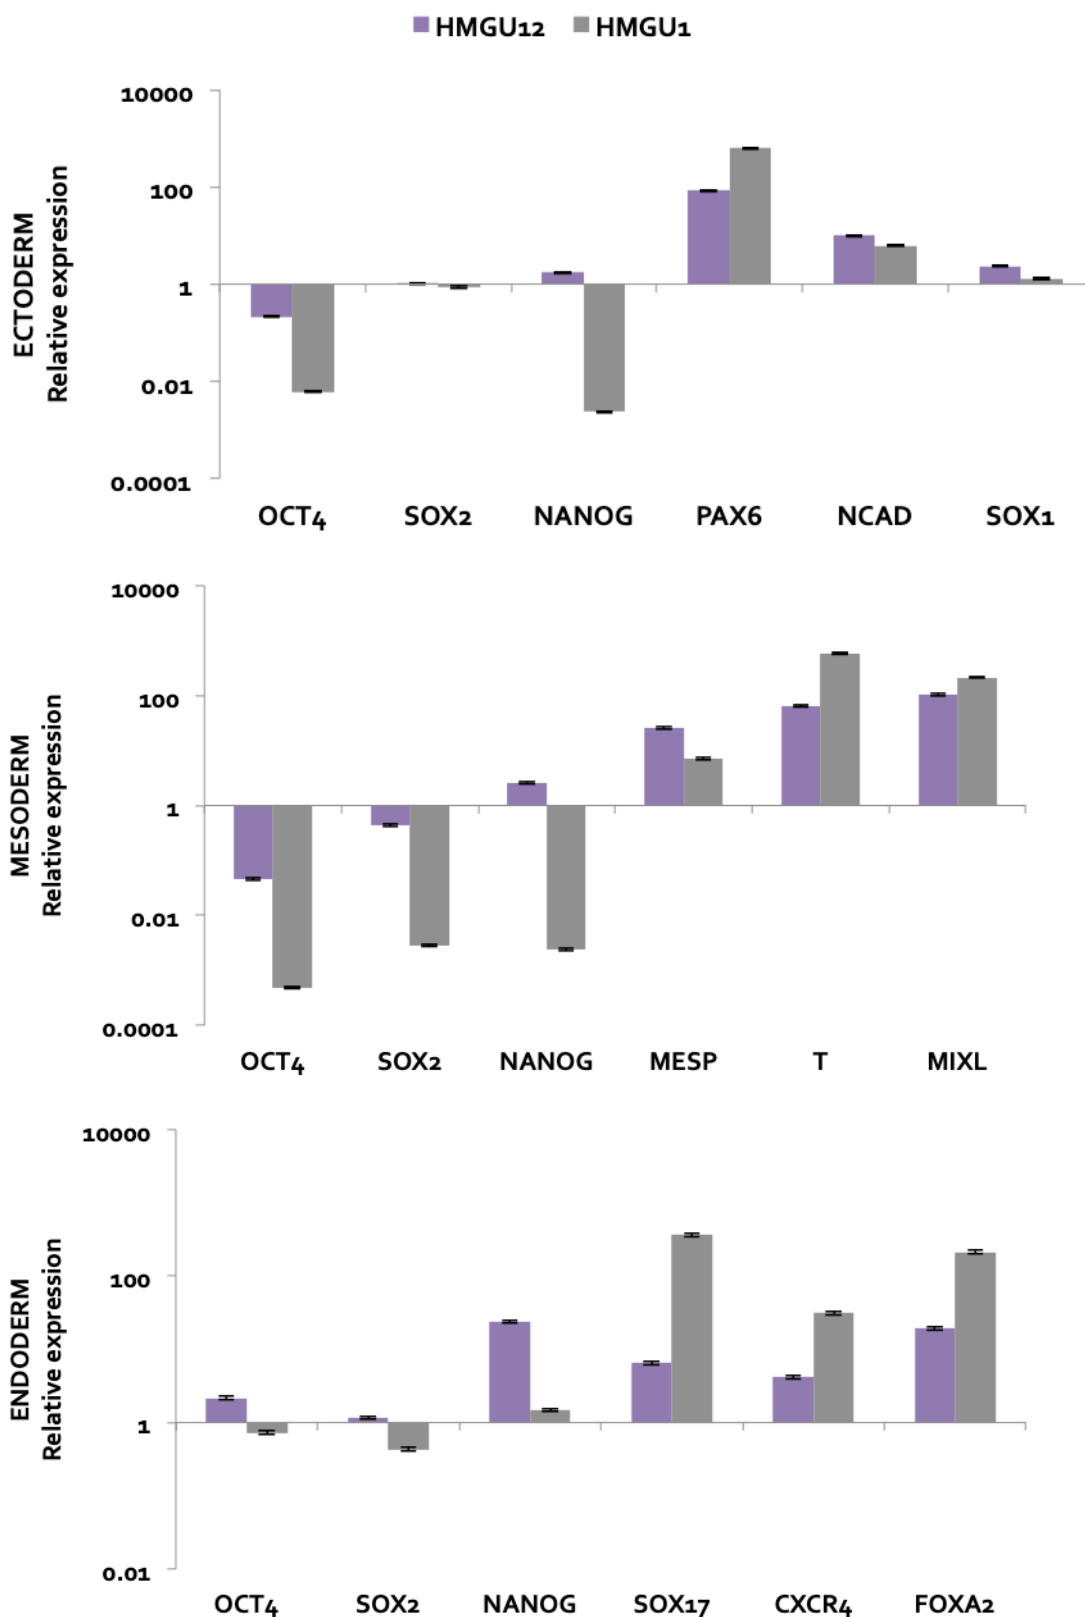 HMGU12 HMGU1
ECTODERM
Relative expression
10000
100
1
0.01
0.0001
OCT4 SOX2 NANOG PAX6 NCAD SOX1
MESODERM
Relative expression
10000
100
1
0.01
0.0001
OCT4 SOX2 NANOG MESP T MIXL
ENDODERM
Relative expression
10000
100
1
0.01
OCT4 SOX2 NANOG SOX17 CXCR4 FOXA2